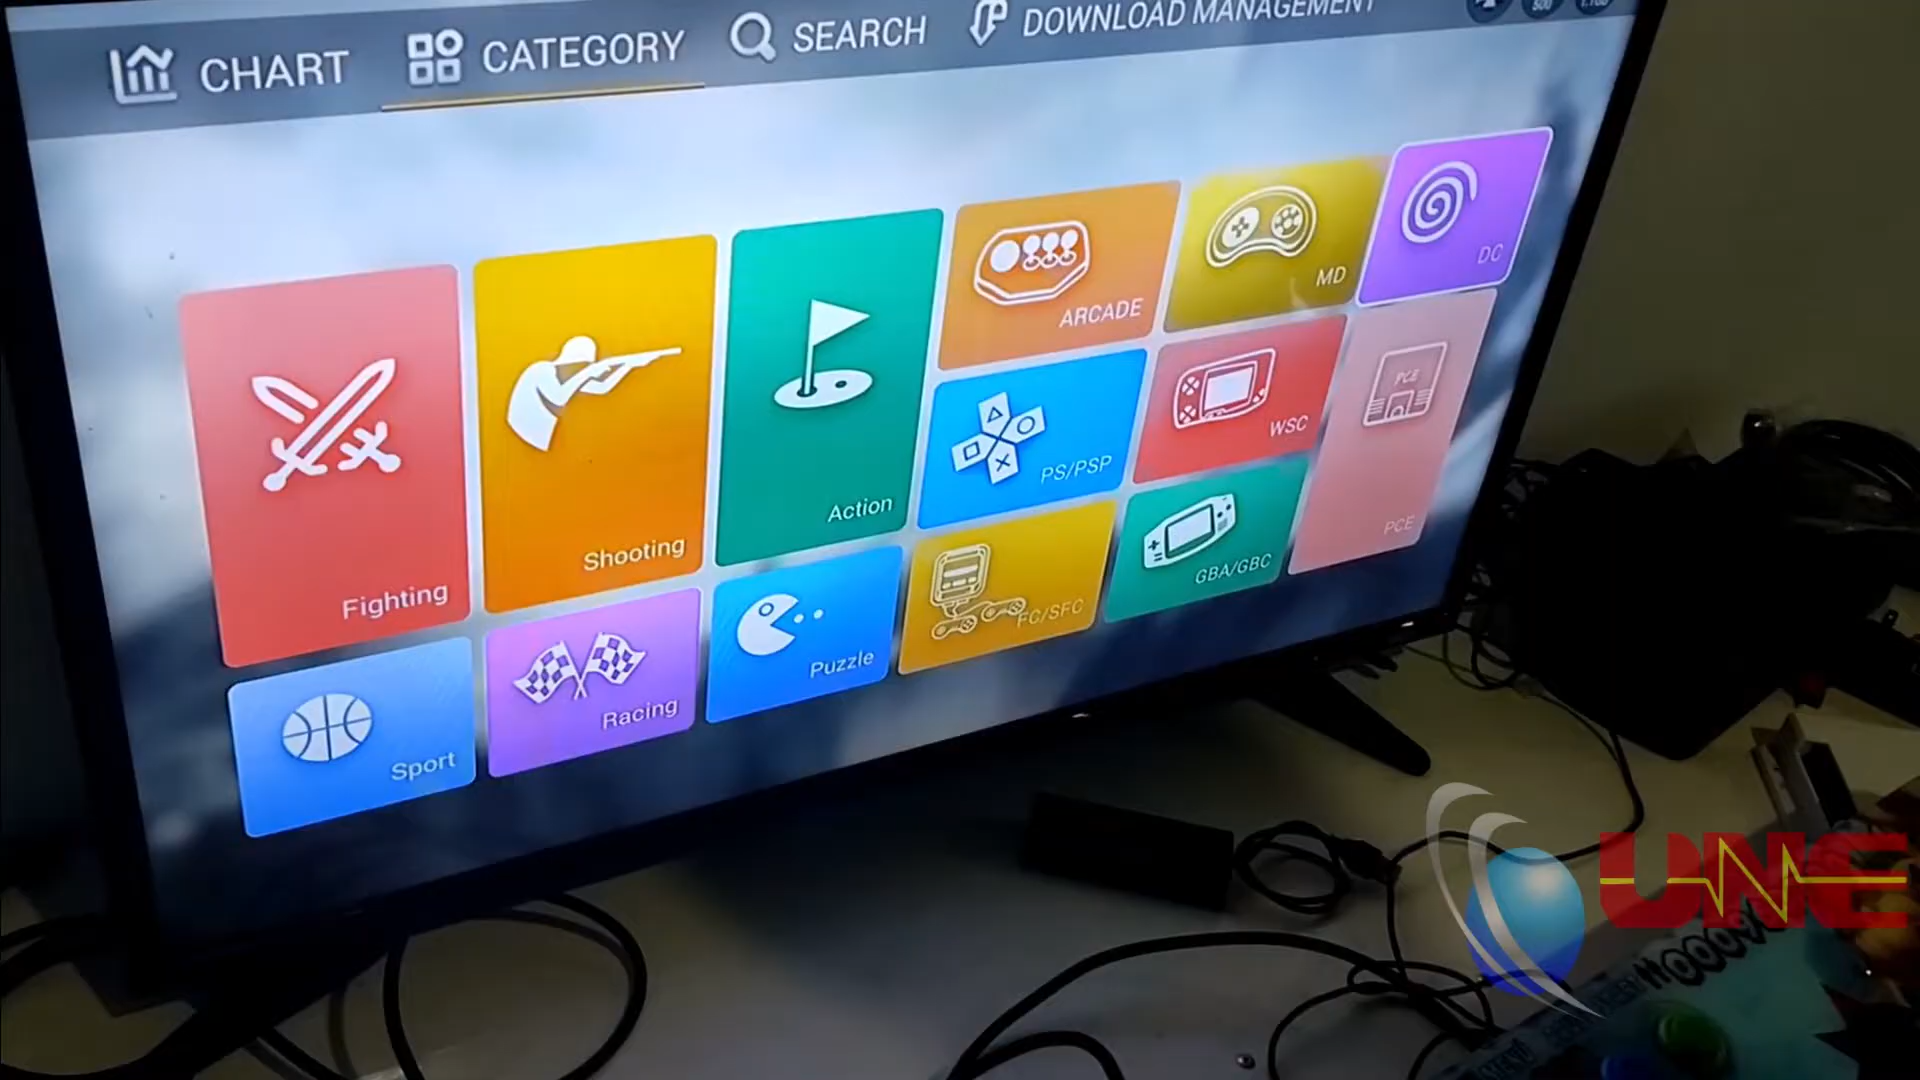 CHART
CATEGORY
SEARCH
DOWNLOAD MANAGEMENT
Fighting
Shooting
Action
ARCADE
MD
DC
PS/PSP
WSC
PCE
PCE
Sport
Racing
Puzzle
FC/SFC
GBA/GBC
UNE